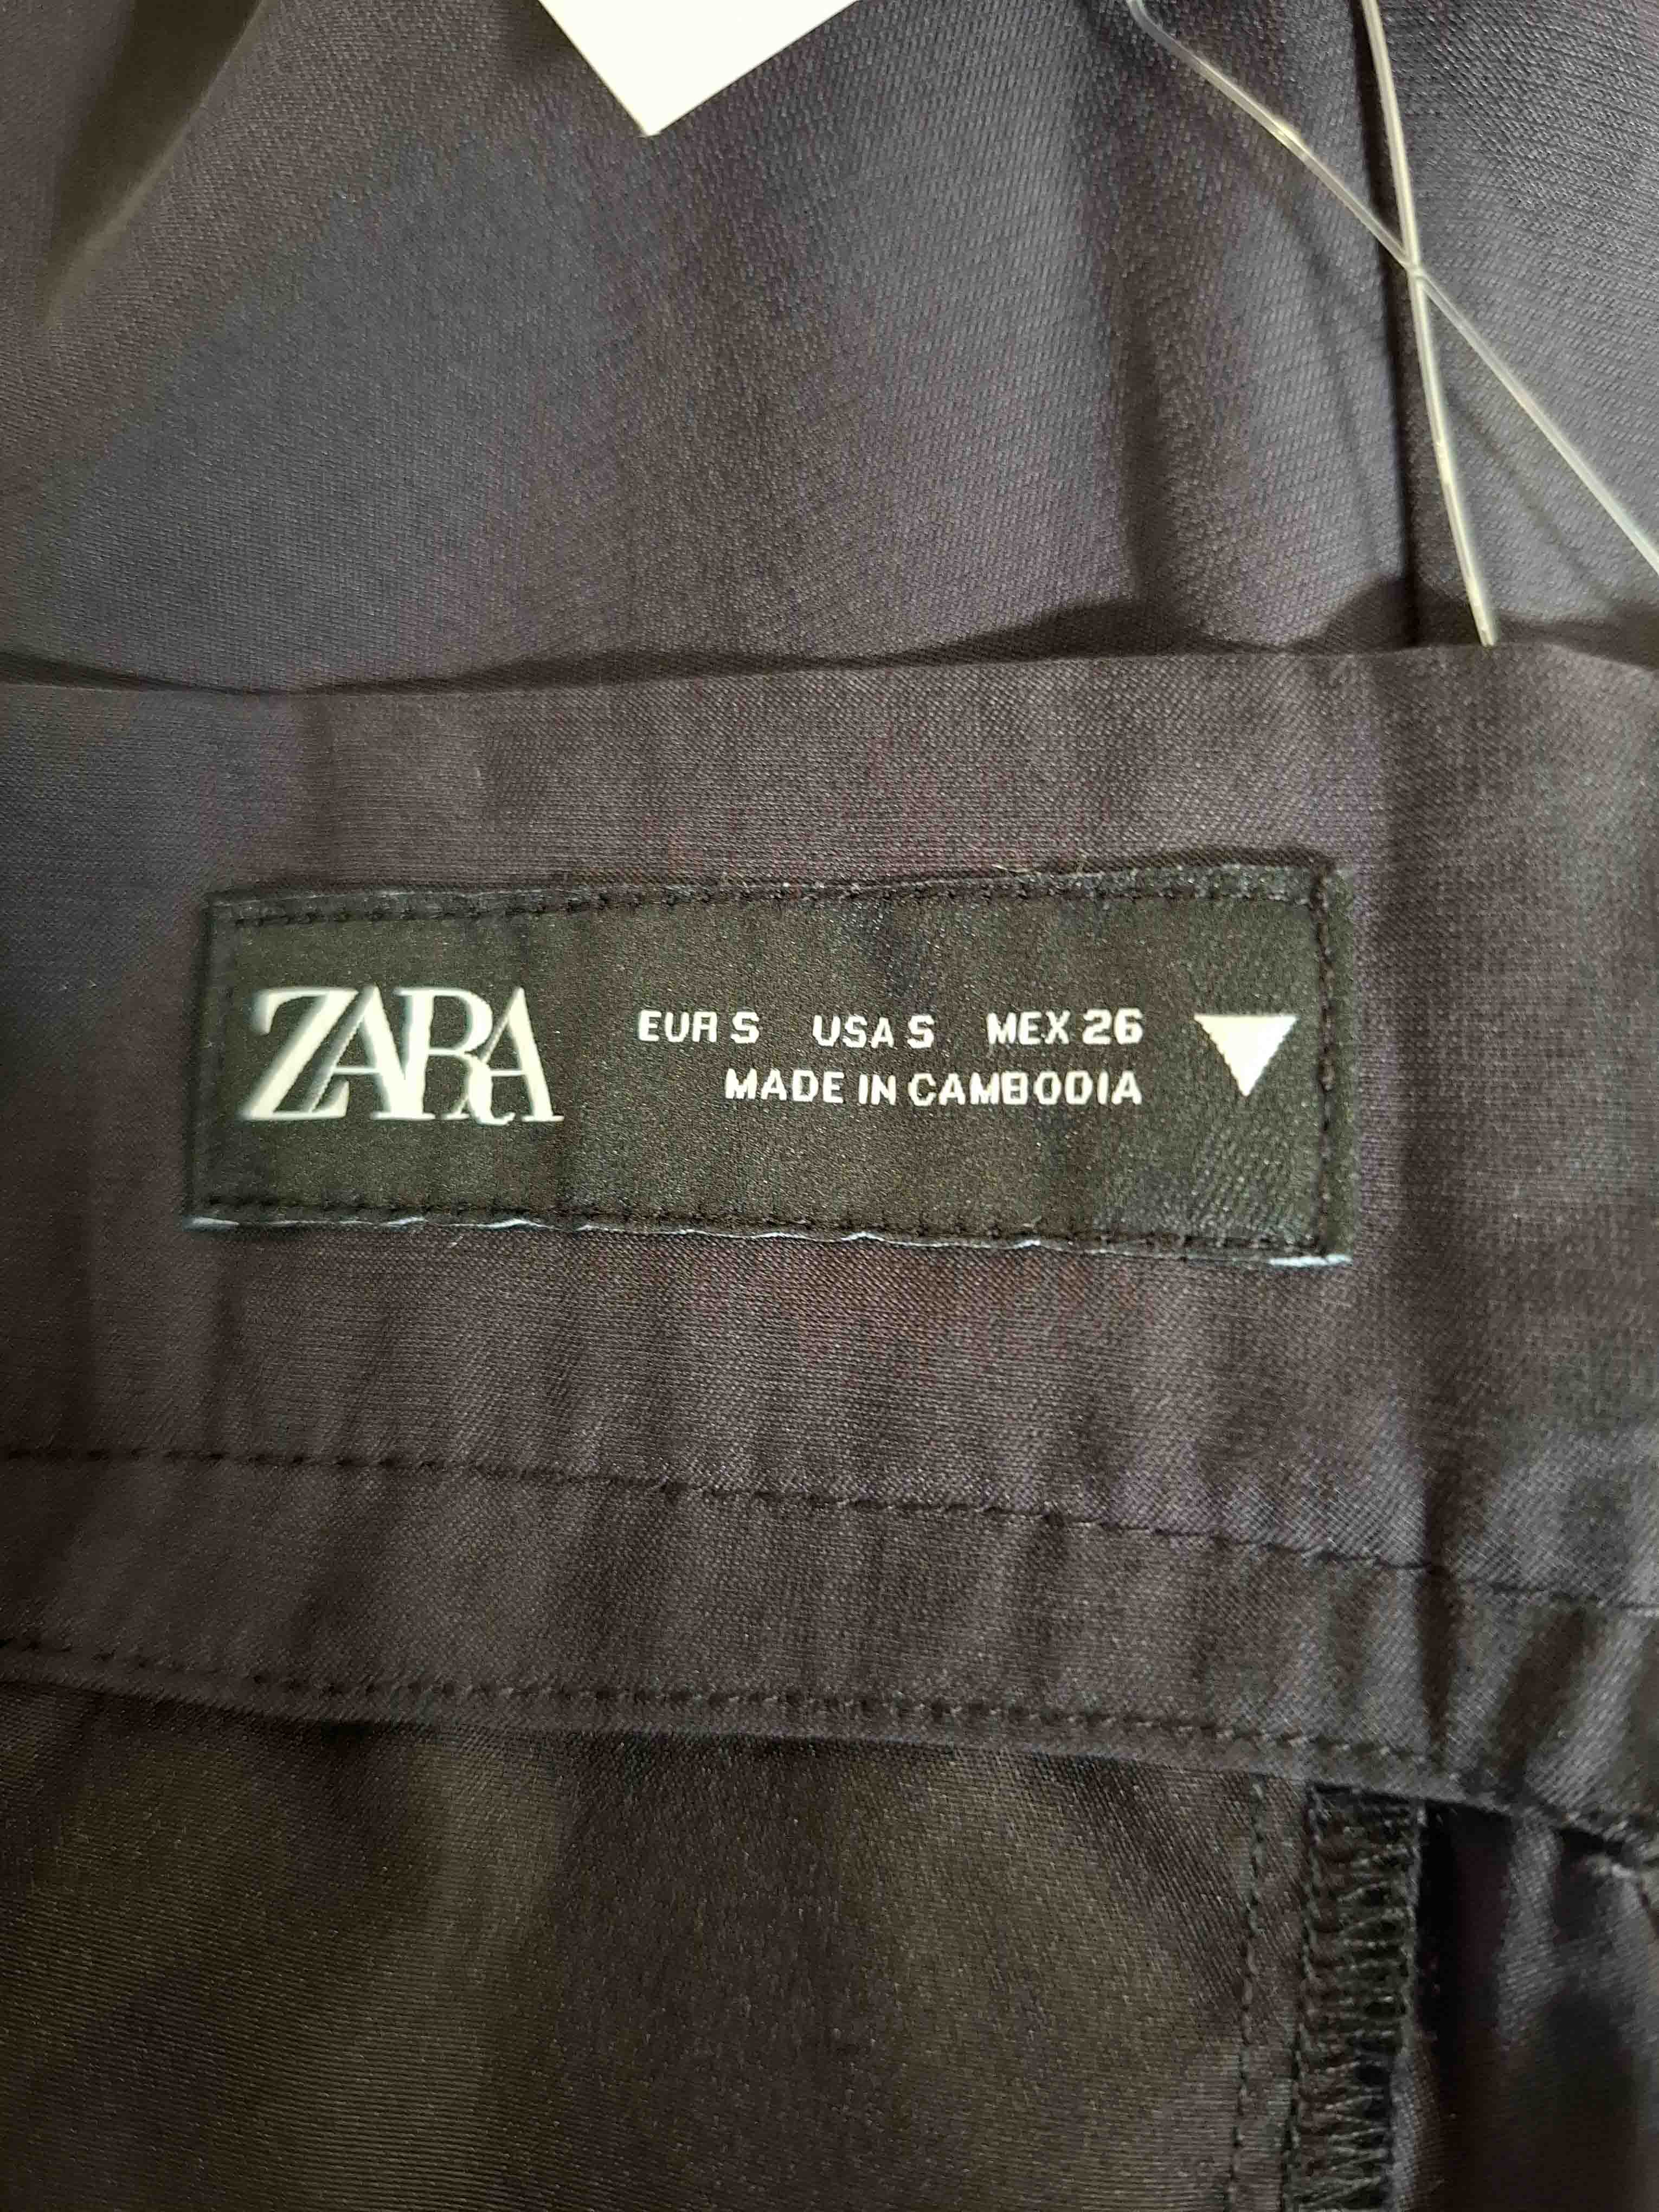 ZARA
EUR S USA S MEX 26
MADE IN CAMBODIA